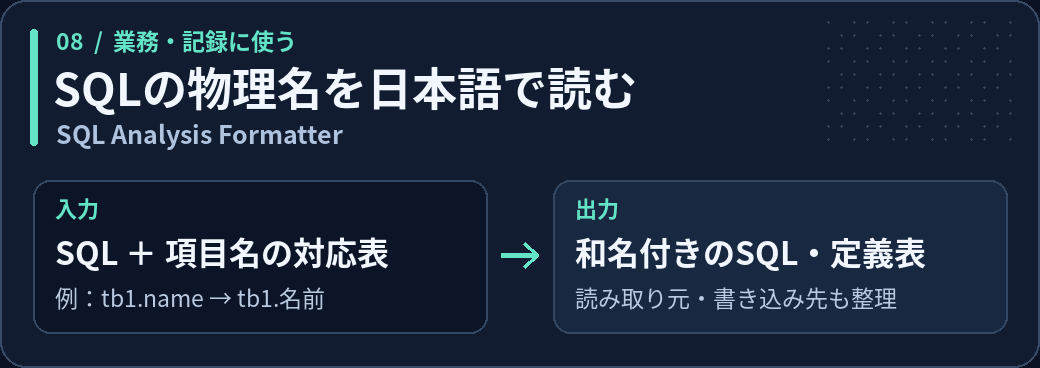 08 / 業務・記録に使う
SQLの物理名を日本語で読む
SQL Analysis Formatter
入力
SQL ＋ 項目名の対応表
例：tb1.name → tb1.名前
→
出力
和名付きのSQL・定義表
読み取り元・書き込み先も整理